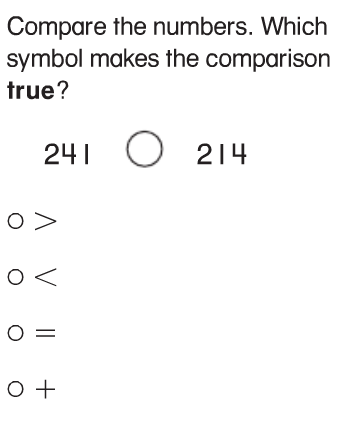 Compare the numbers. Which
symbol makes the comparison
true?
241 ◯ 214
○ >
○ <
○ =
○ +